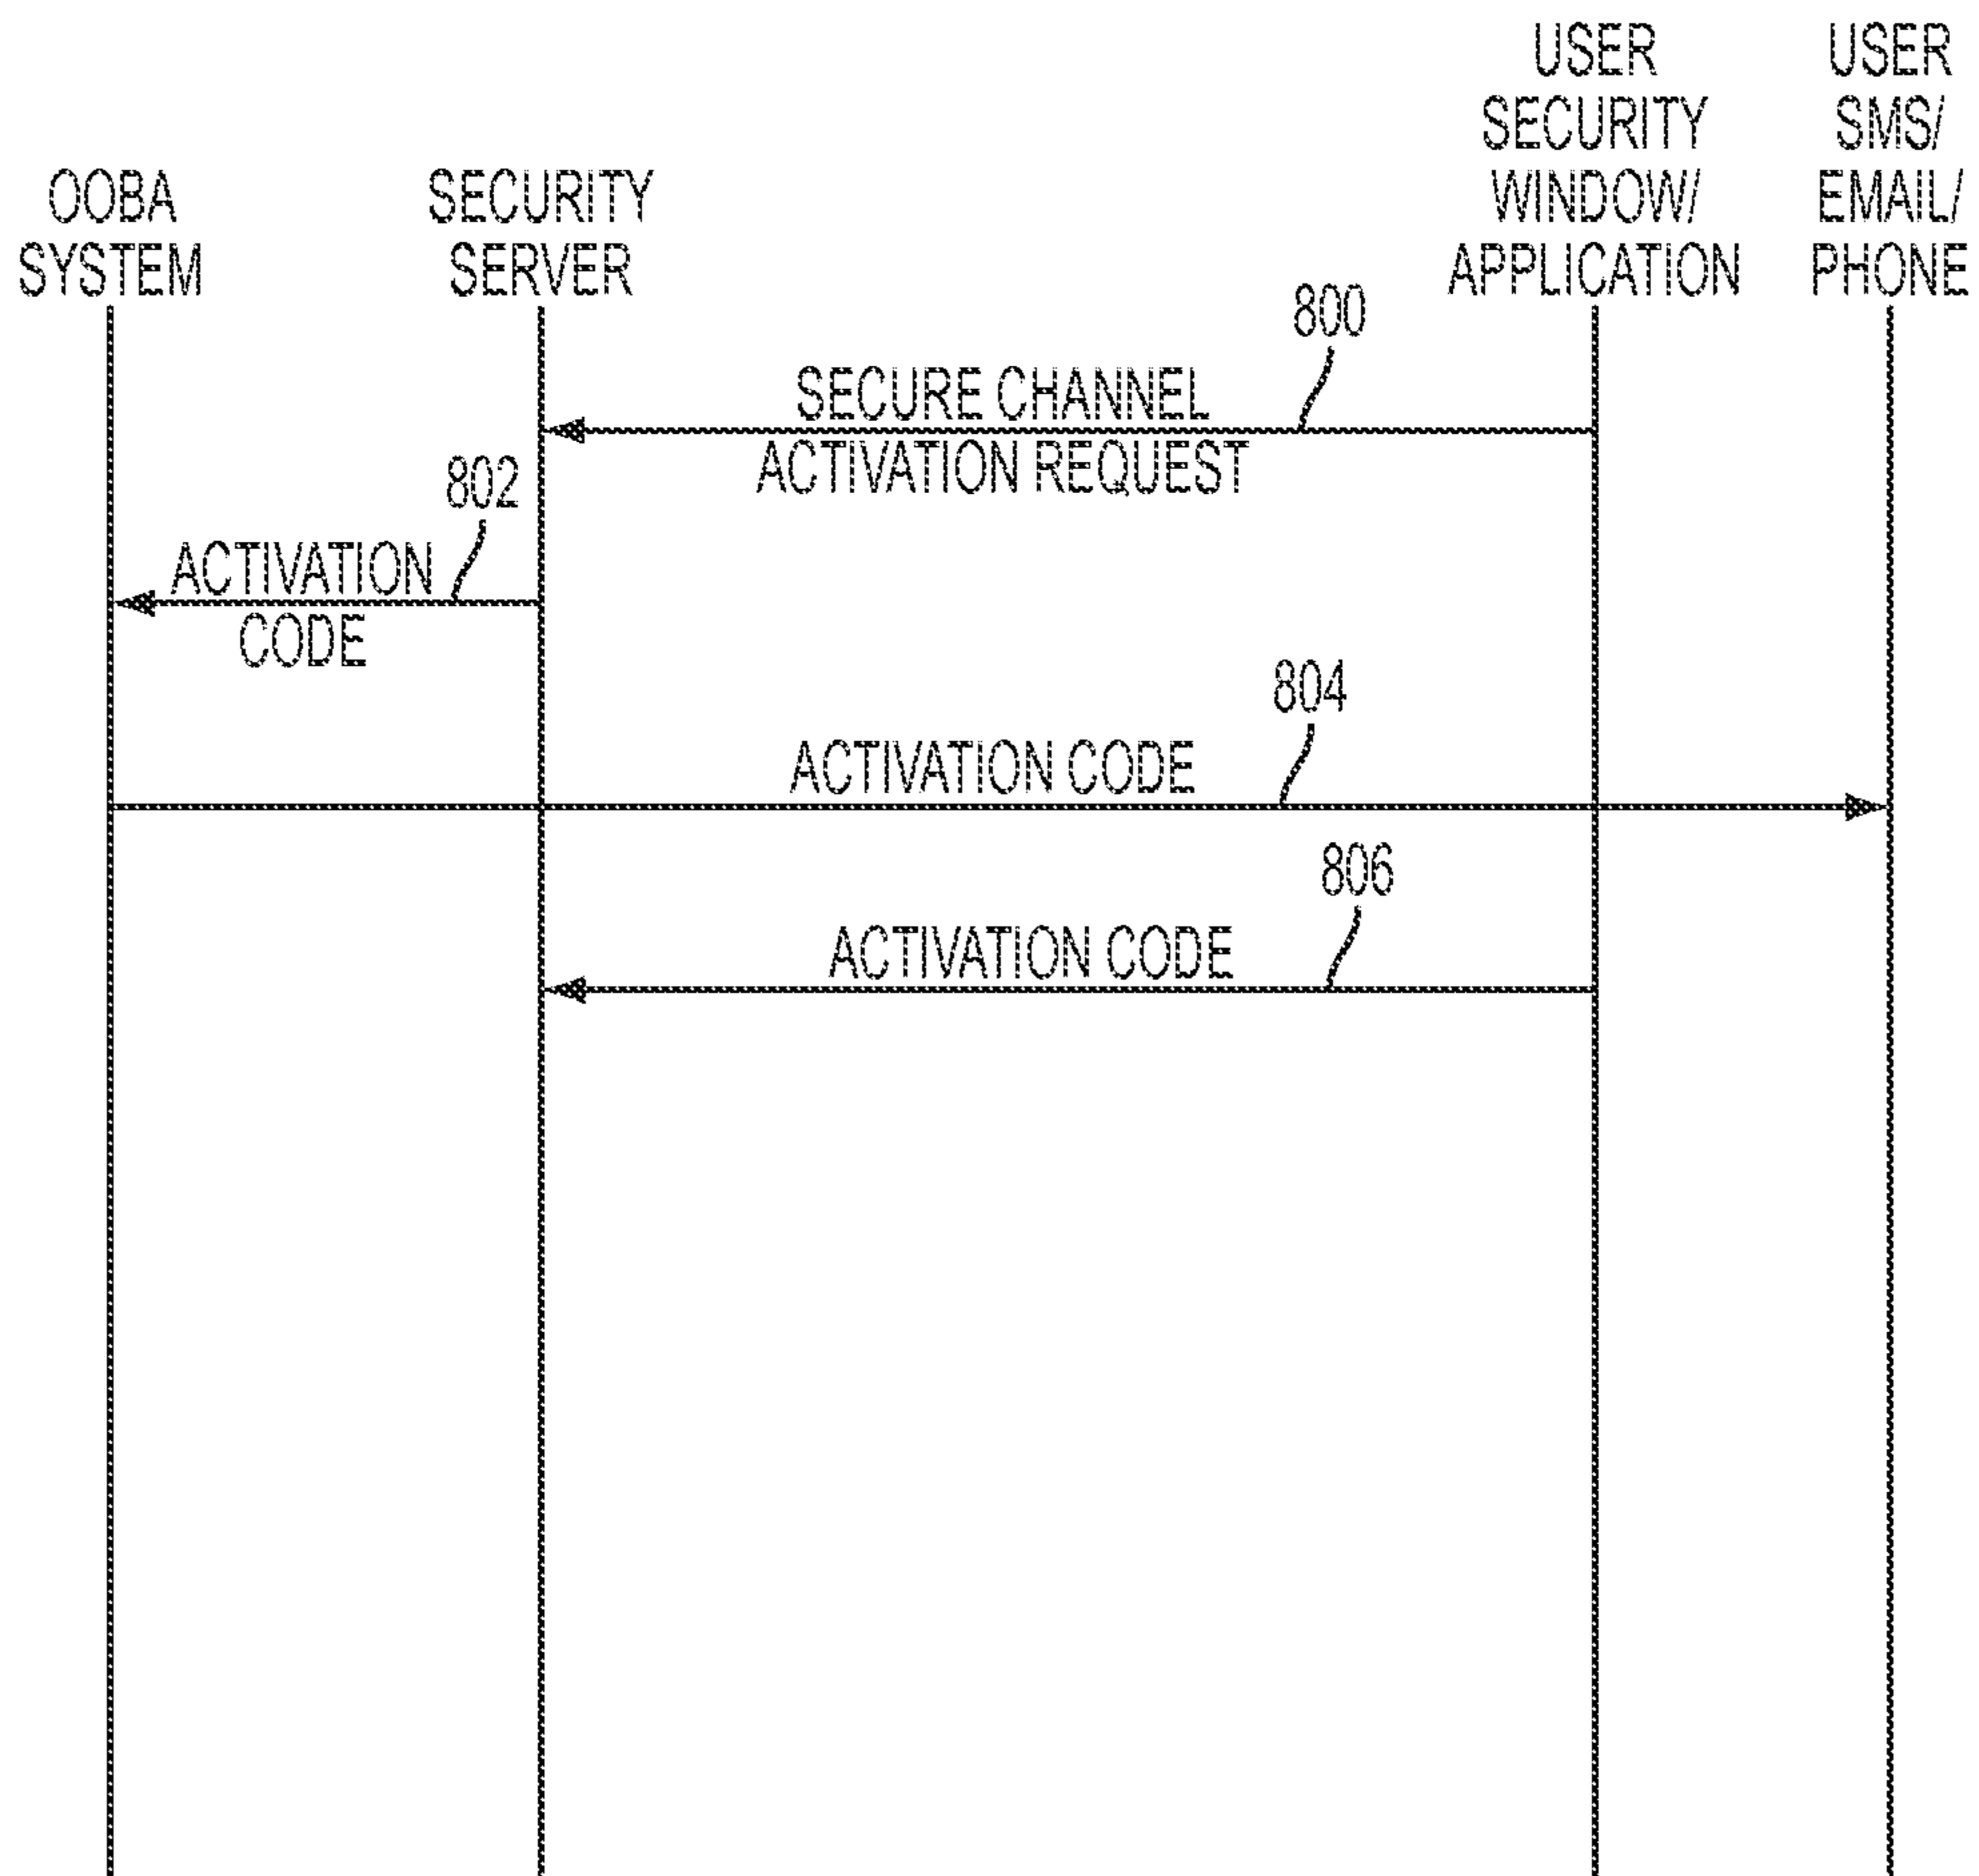 OOBA
SYSTEM
SECURITY
SERVER
USER
SECURITY
WINDOW/
APPLICATION
USER
SMS/
EMAIL/
PHONE
800
SECURE CHANNEL
ACTIVATION REQUEST
802
ACTIVATION
CODE
804
ACTIVATION CODE
806
ACTIVATION CODE